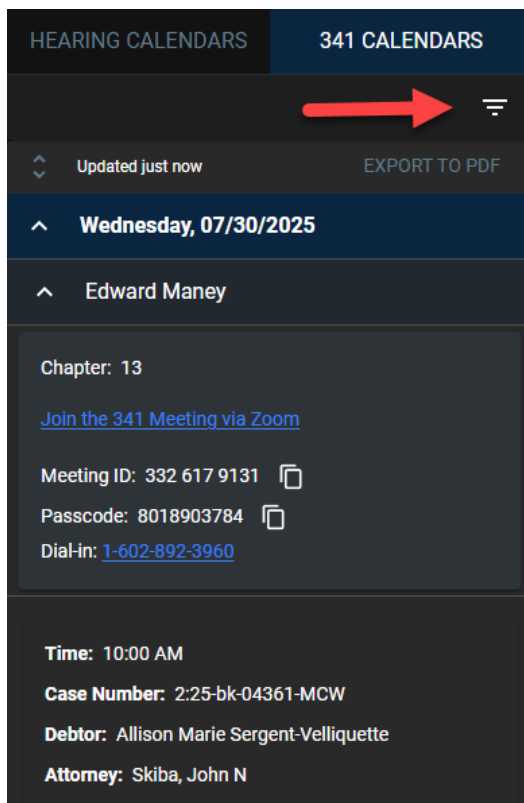 HEARING CALENDARS 341 CALENDARS
Updated just now EXPORT TO PDF
Wednesday, 07/30/2025
Edward Maney
Chapter: 13
Join the 341 Meeting via Zoom
Meeting ID: 332 617 9131
Passcode: 8018903784
Dial-in: 1-602-892-3960
Time: 10:00 AM
Case Number: 2:25-bk-04361-MCW
Debtor: Allison Marie Sergent-Velliquette
Attorney: Skiba, John N